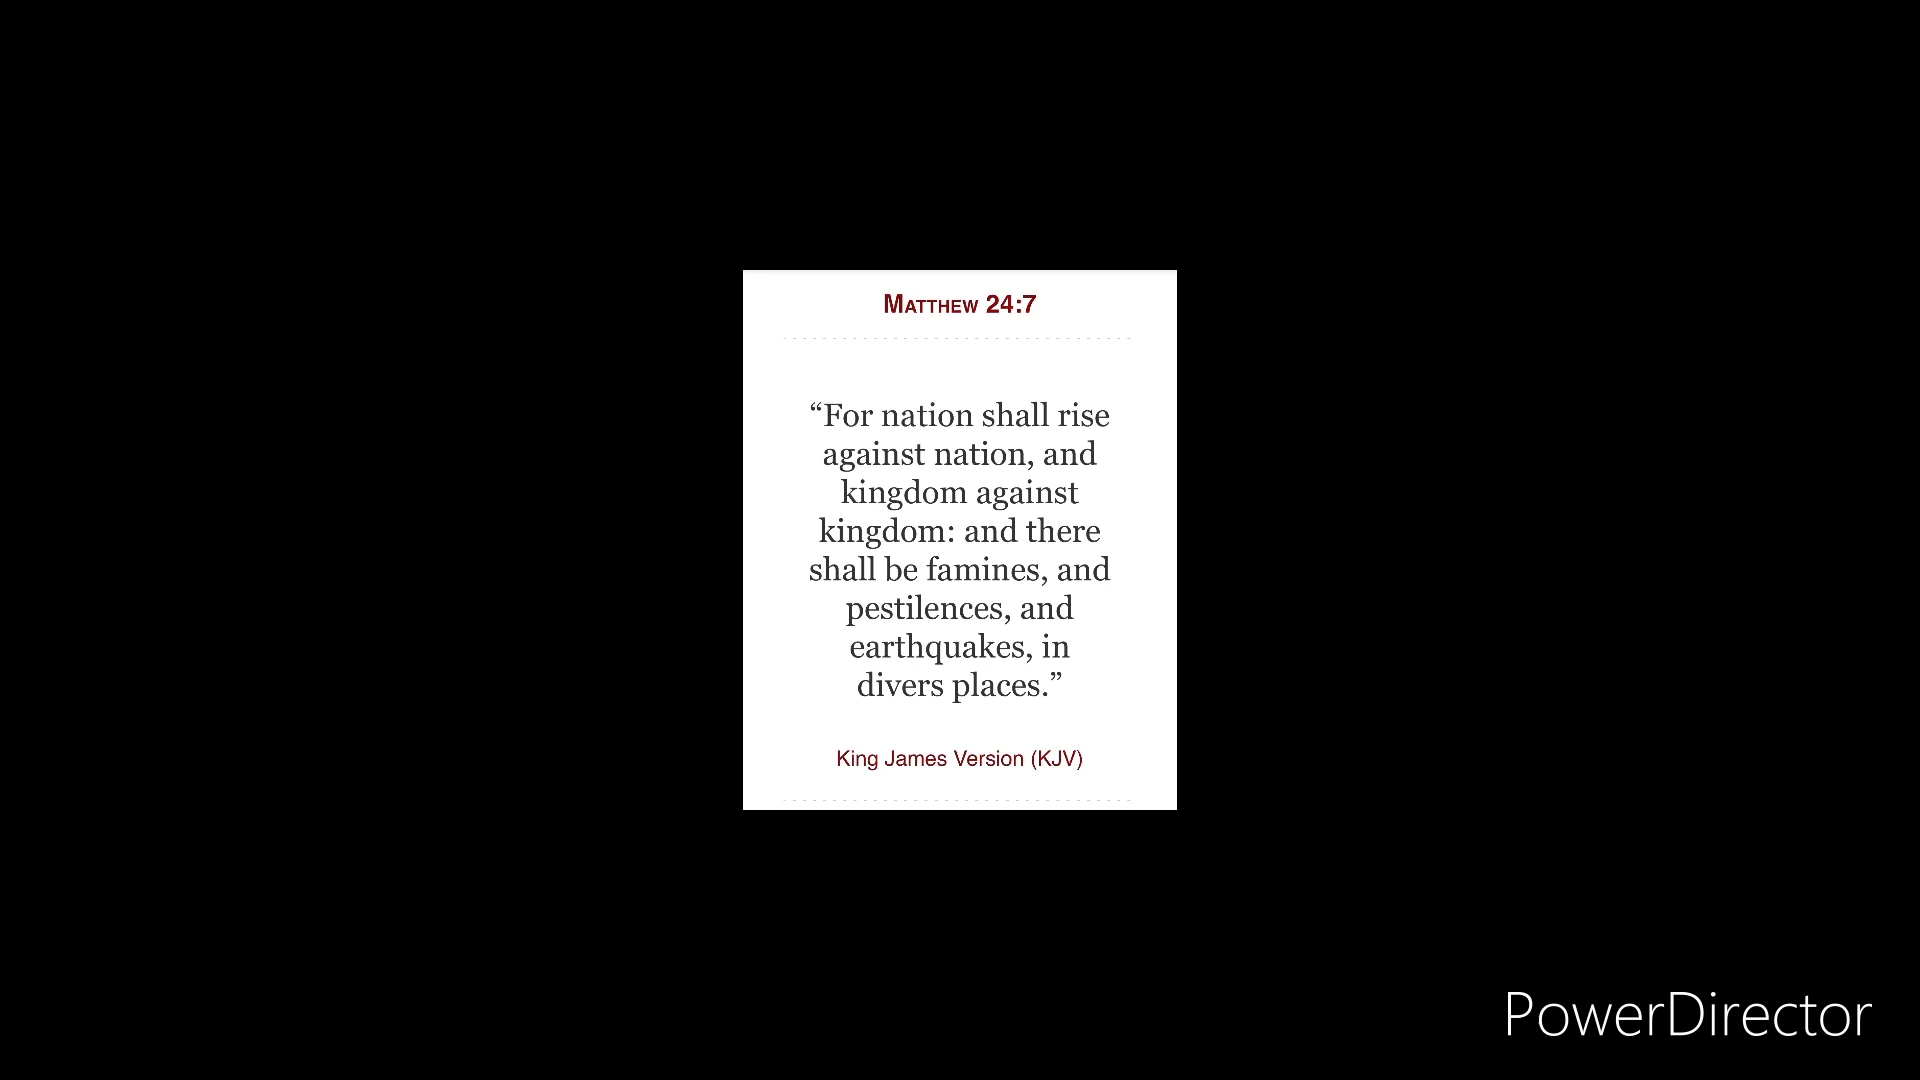 MATTHEW 24:7
“For nation shall rise
against nation, and
kingdom against
kingdom: and there
shall be famines, and
pestilences, and
earthquakes, in
divers places.”
King James Version (KJV)
PowerDirector